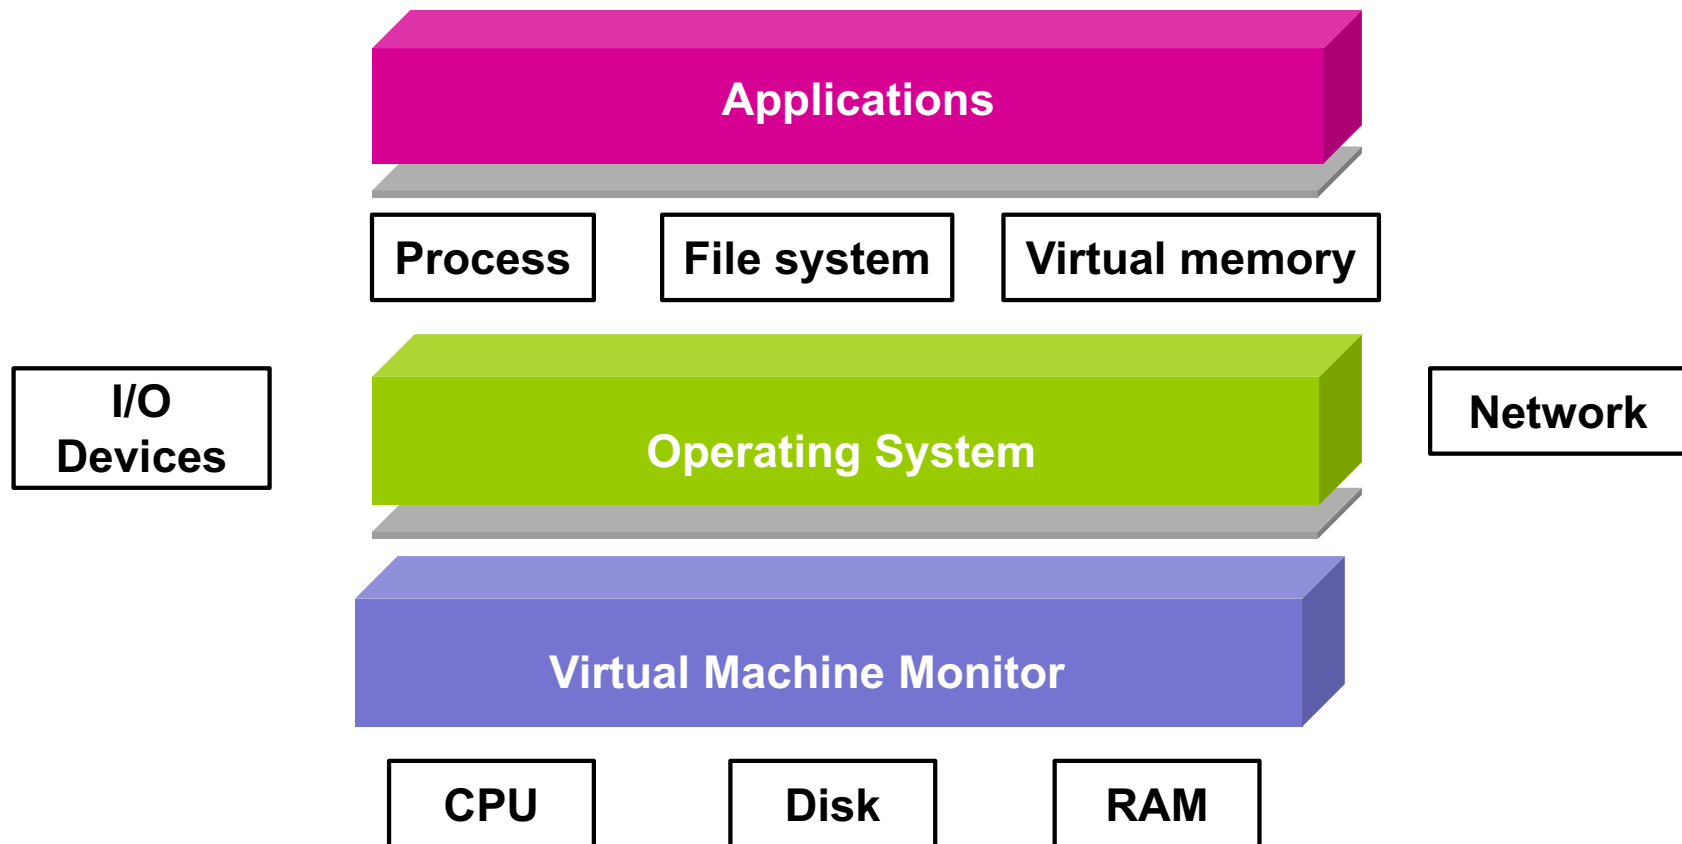 Applications
Process
File system
Virtual memory
I/O
Devices
Operating System
Network
Virtual Machine Monitor
CPU
Disk
RAM